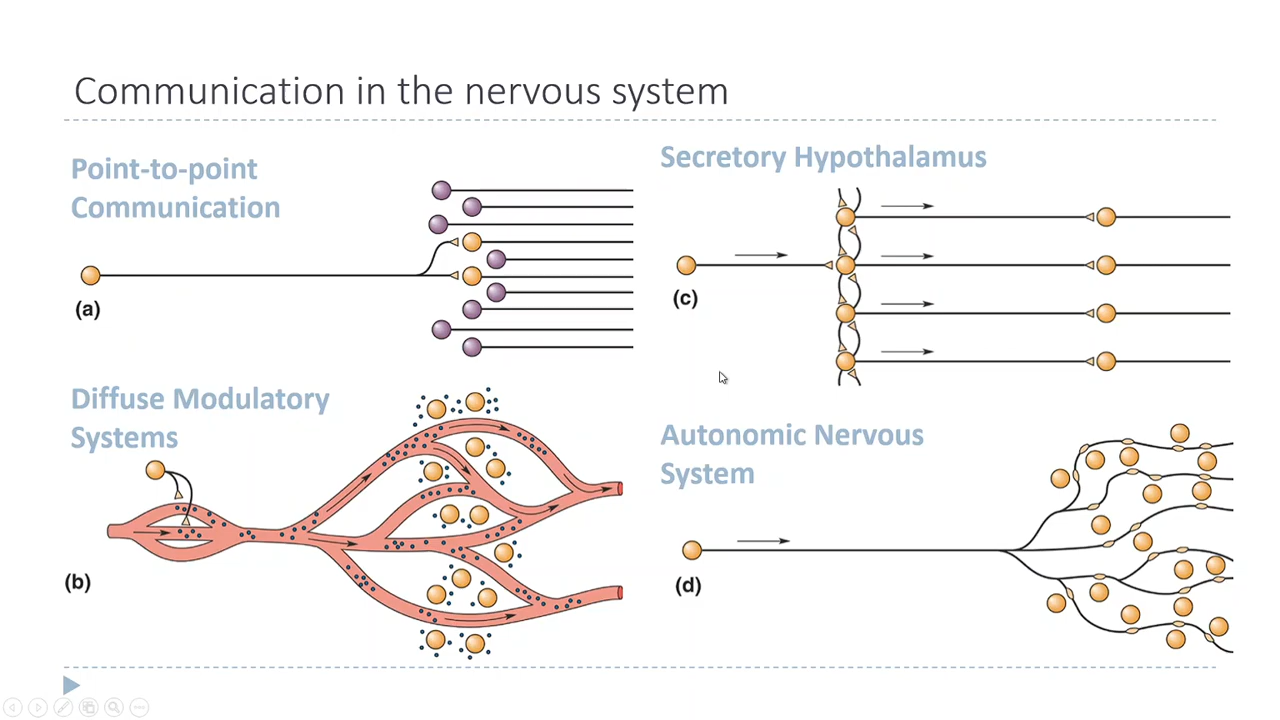 Communication in the nervous system
Point-to-point
Communication
(a)
Secretory Hypothalamus
(c)
Diffuse Modulatory
Systems
(b)
Autonomic Nervous
System
(d)